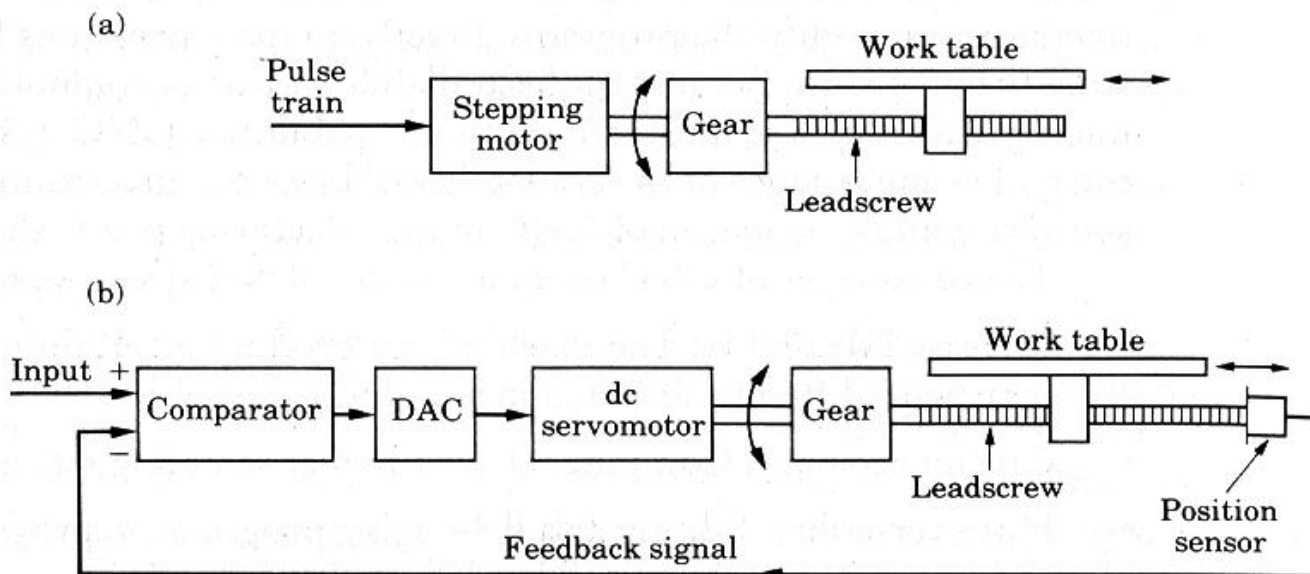 (a)
Work table
Pulse
train
Stepping
motor
Gear
Leadscrew
(b)
Work table
Input +
−
Comparator
DAC
dc
servomotor
Gear
Leadscrew
Position
sensor
Feedback signal